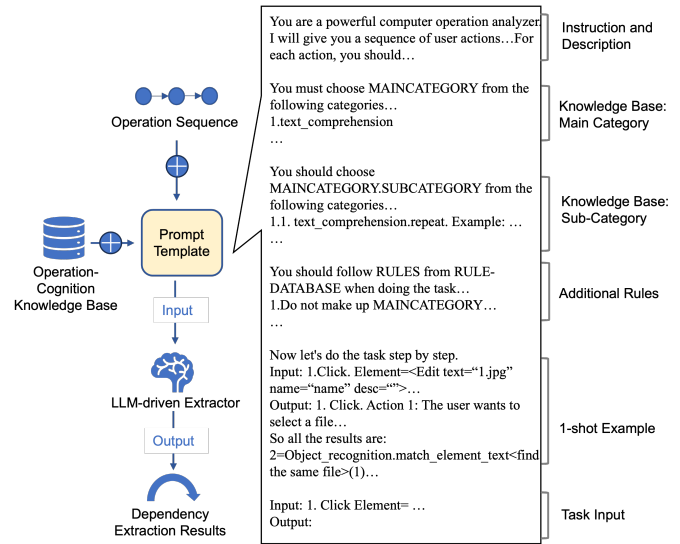 Operation Sequence
Prompt
Template
Operation-
Cognition
Knowledge Base
Input
LLM-driven Extractor
Output
Dependency
Extraction Results
You are a powerful computer operation analyzer.
I will give you a sequence of user actions…For
each action, you should…
You must choose MAINCATEGORY from the
following categories…
1.text_comprehension
…
You should choose
MAINCATEGORY.SUBCATEGORY from the
following categories…
1.1. text_comprehension.repeat. Example: …
…
You should follow RULES from RULE-
DATABASE when doing the task…
1.Do not make up MAINCATEGORY…
…
Now let's do the task step by step.
Input: 1.Click. Element=<Edit text=“1.jpg”
name=“name” desc=“”>…
Output: 1. Click. Action 1: The user wants to
select a file…
So all the results are:
2=Object_recognition.match_element_text<find
the same file>(1)…
Input: 1. Click Element= …
Output:
Instruction and
Description
Knowledge Base:
Main Category
Knowledge Base:
Sub-Category
Additional Rules
1-shot Example
Task Input